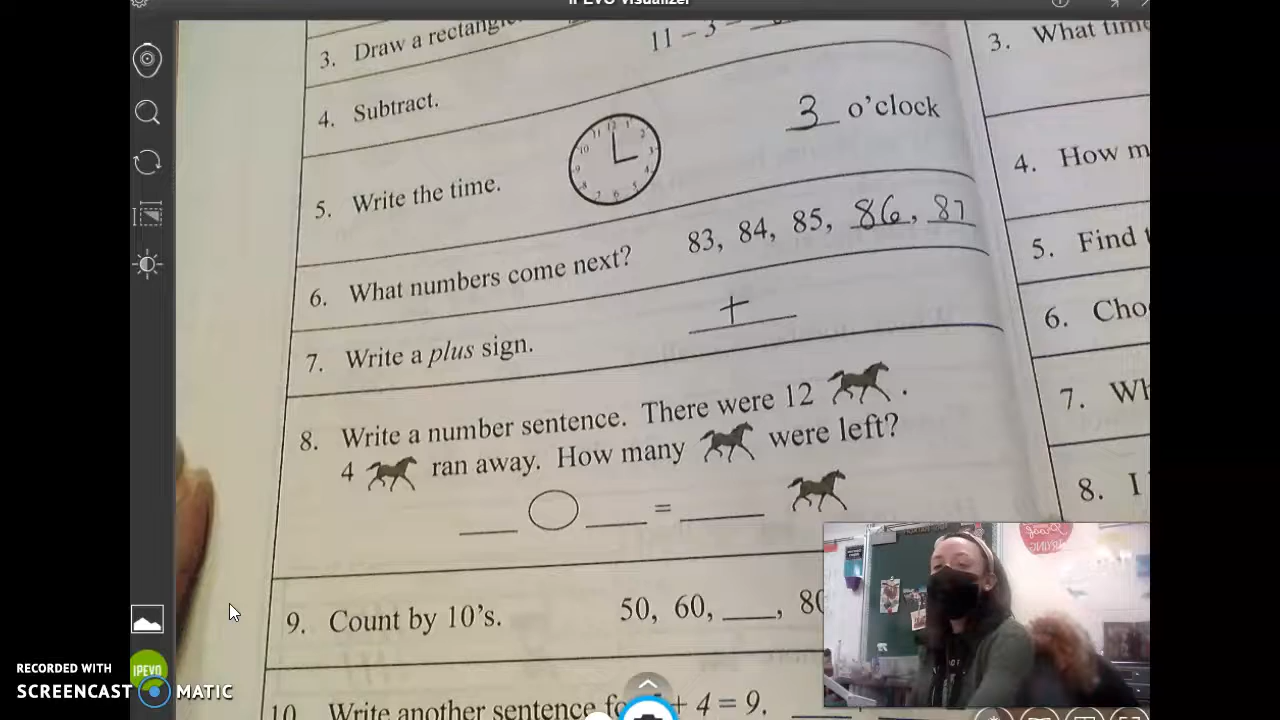 IPEVO Visualizer
3. Draw a rectangle
11 – 3 =
4. Subtract.
3 o'clock
5. Write the time.
6. What numbers come next? 83, 84, 85, 86, 87
7. Write a plus sign. +
8. Write a number sentence. There were 12 .
4 ran away. How many were left?
=
9. Count by 10's. 50, 60, ___, 80
10. Write another sentence for + 4 = 9.
3. What time
4. How m
5. Find t
6. Cho
7. Wh
8. I
RECORDED WITH
SCREENCAST MATIC
IPEVO